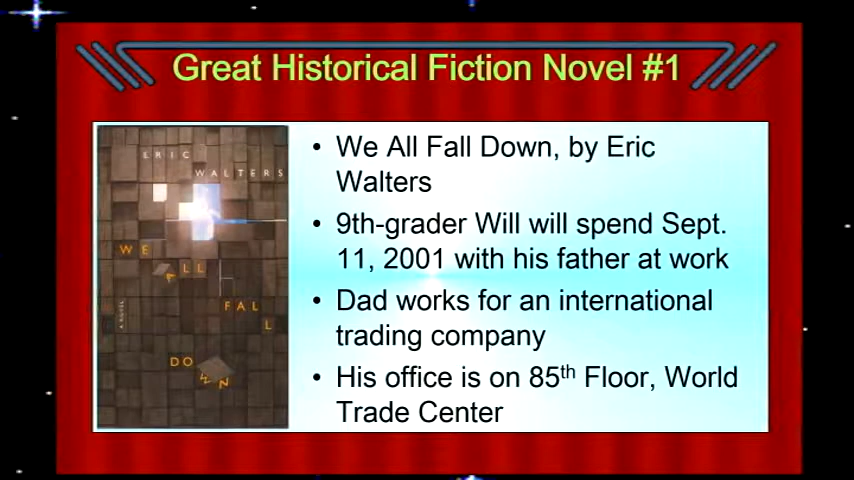 Great Historical Fiction Novel #1
ERIC
WALTERS
WE
ALL
FALL
DOWN
A NOVEL
• We All Fall Down, by Eric
Walters
• 9th-grader Will will spend Sept.
11, 2001 with his father at work
• Dad works for an international
trading company
• His office is on 85th Floor, World
Trade Center